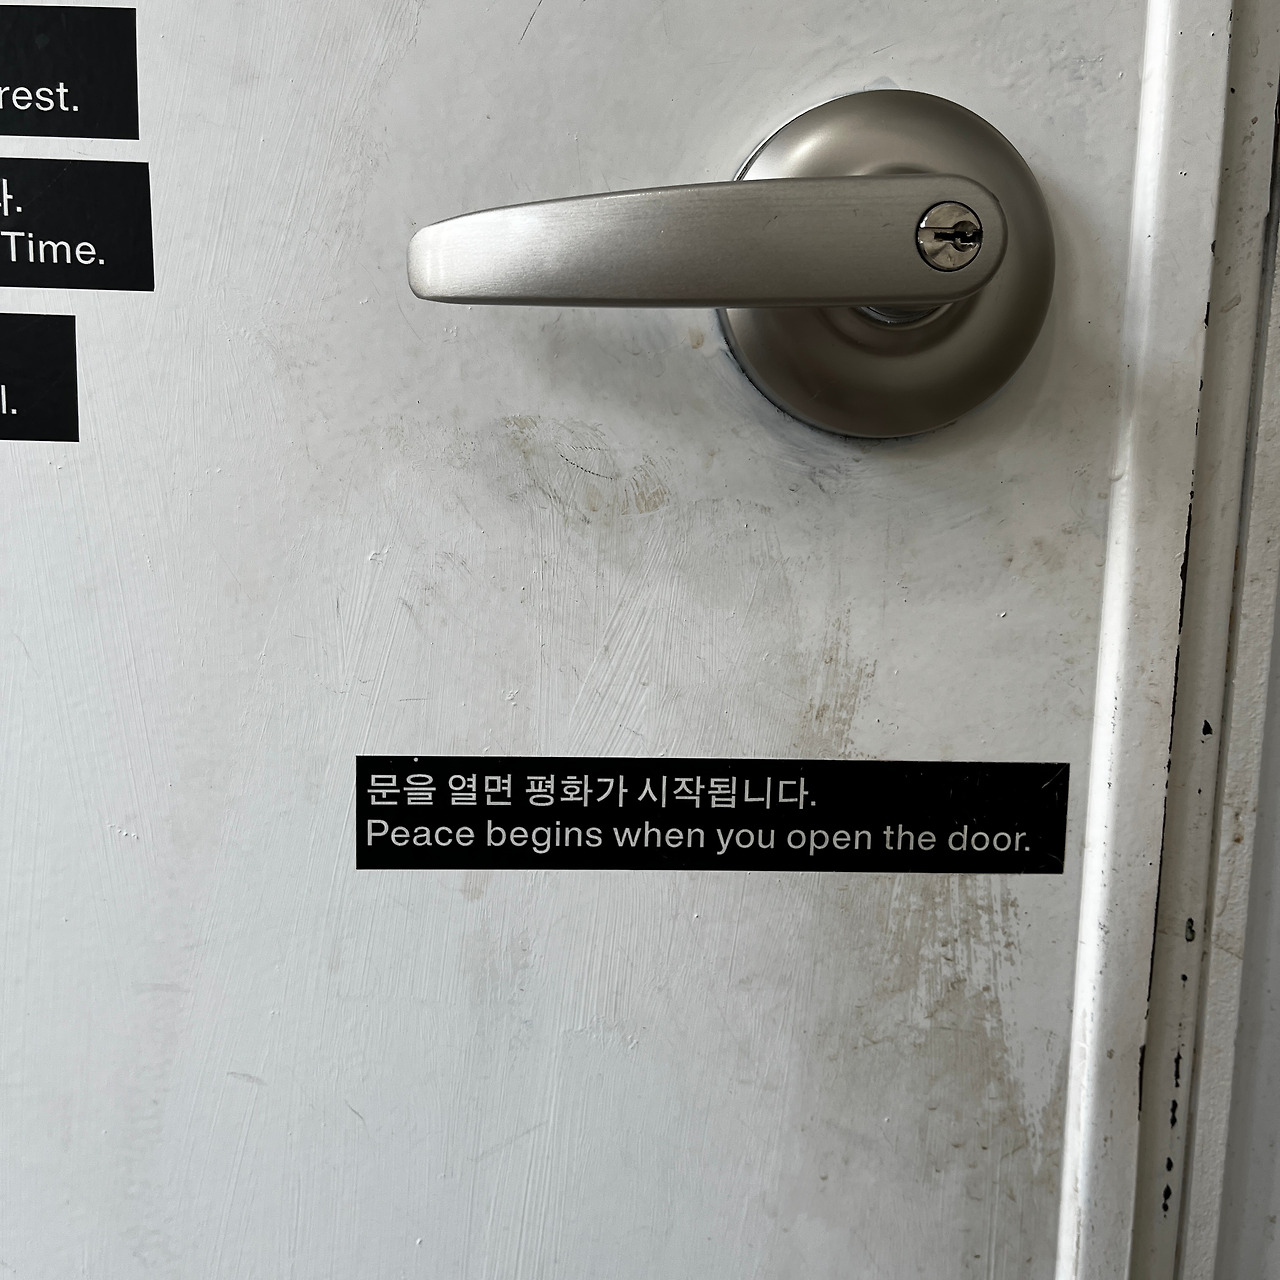 rest.
다.
Time.
문을 열면 평화가 시작됩니다.
Peace begins when you open the door.